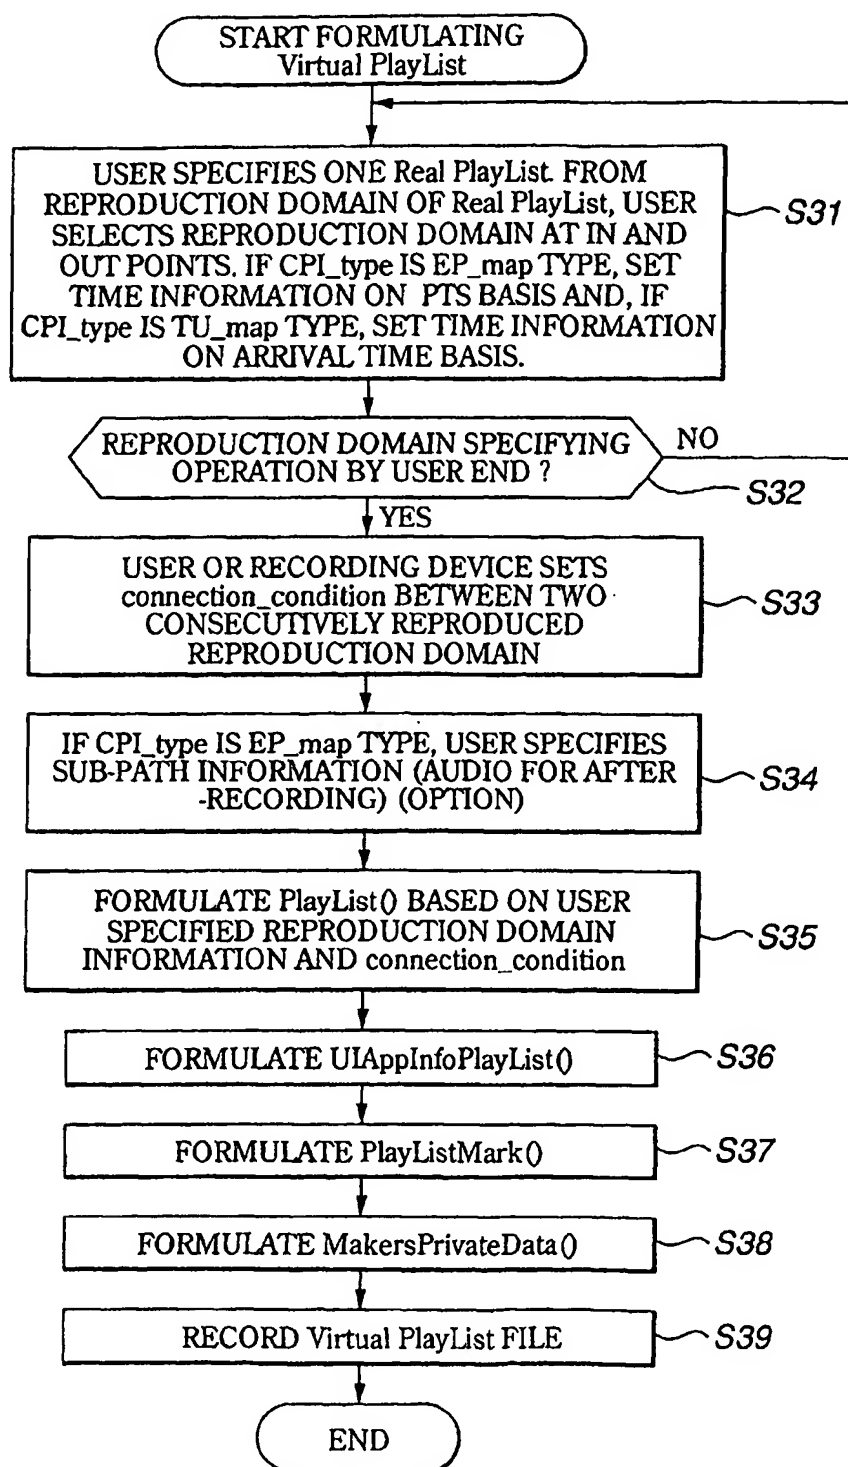 START FORMULATING
Virtual PlayList
USER SPECIFIES ONE Real PlayList. FROM
REPRODUCTION DOMAIN OF Real PlayList, USER
SELECTS REPRODUCTION DOMAIN AT IN AND
OUT POINTS. IF CPI_type IS EP_map TYPE, SET
TIME INFORMATION ON PTS BASIS AND, IF
CPI_type IS TU_map TYPE, SET TIME INFORMATION
ON ARRIVAL TIME BASIS.
S31
REPRODUCTION DOMAIN SPECIFYING
OPERATION BY USER END ?
NO
S32
YES
USER OR RECORDING DEVICE SETS
connection_condition BETWEEN TWO
CONSECUTIVELY REPRODUCED
REPRODUCTION DOMAIN
S33
IF CPI_type IS EP_map TYPE, USER SPECIFIES
SUB-PATH INFORMATION (AUDIO FOR AFTER
-RECORDING) (OPTION)
S34
FORMULATE PlayList() BASED ON USER
SPECIFIED REPRODUCTION DOMAIN
INFORMATION AND connection_condition
S35
FORMULATE UIAppInfoPlayList()
S36
FORMULATE PlayListMark()
S37
FORMULATE MakersPrivateData()
S38
RECORD Virtual PlayList FILE
S39
END